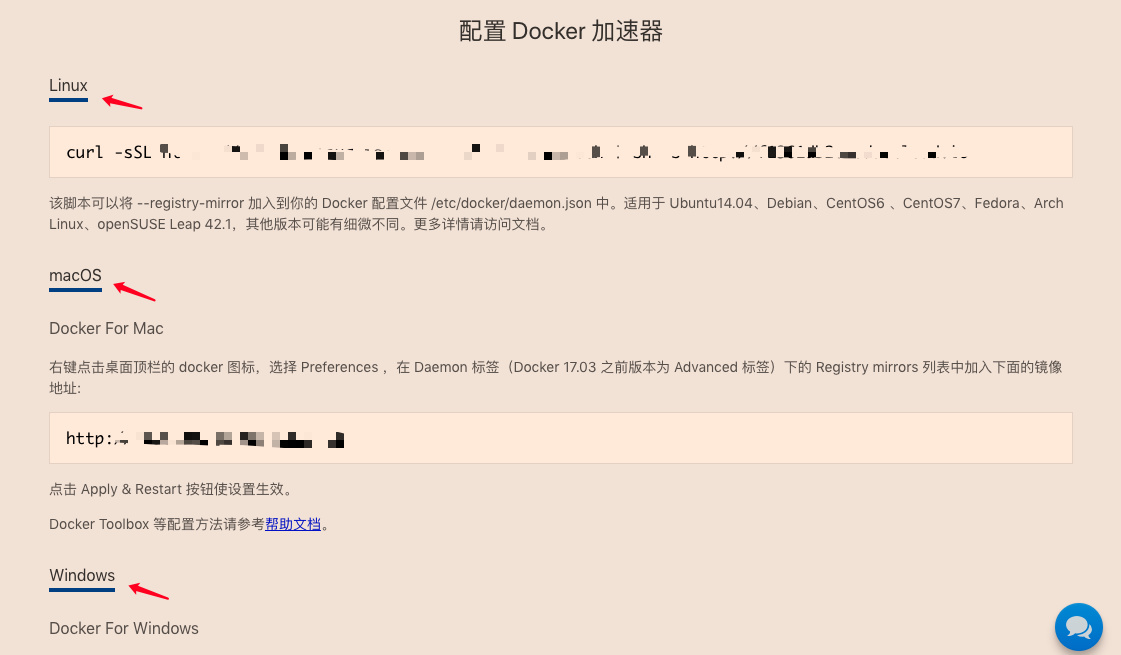 配置 Docker 加速器
Linux
curl -sSL
该脚本可以将 --registry-mirror 加入到你的 Docker 配置文件 /etc/docker/daemon.json 中。适用于 Ubuntu14.04、Debian、CentOS6 、CentOS7、Fedora、Arch
Linux、openSUSE Leap 42.1，其他版本可能有细微不同。更多详情请访问文档。
macOS
Docker For Mac
右键点击桌面顶栏的 docker 图标，选择 Preferences ，在 Daemon 标签（Docker 17.03 之前版本为 Advanced 标签）下的 Registry mirrors 列表中加入下面的镜像
地址:
http:
点击 Apply & Restart 按钮使设置生效。
Docker Toolbox 等配置方法请参考帮助文档。
Windows
Docker For Windows